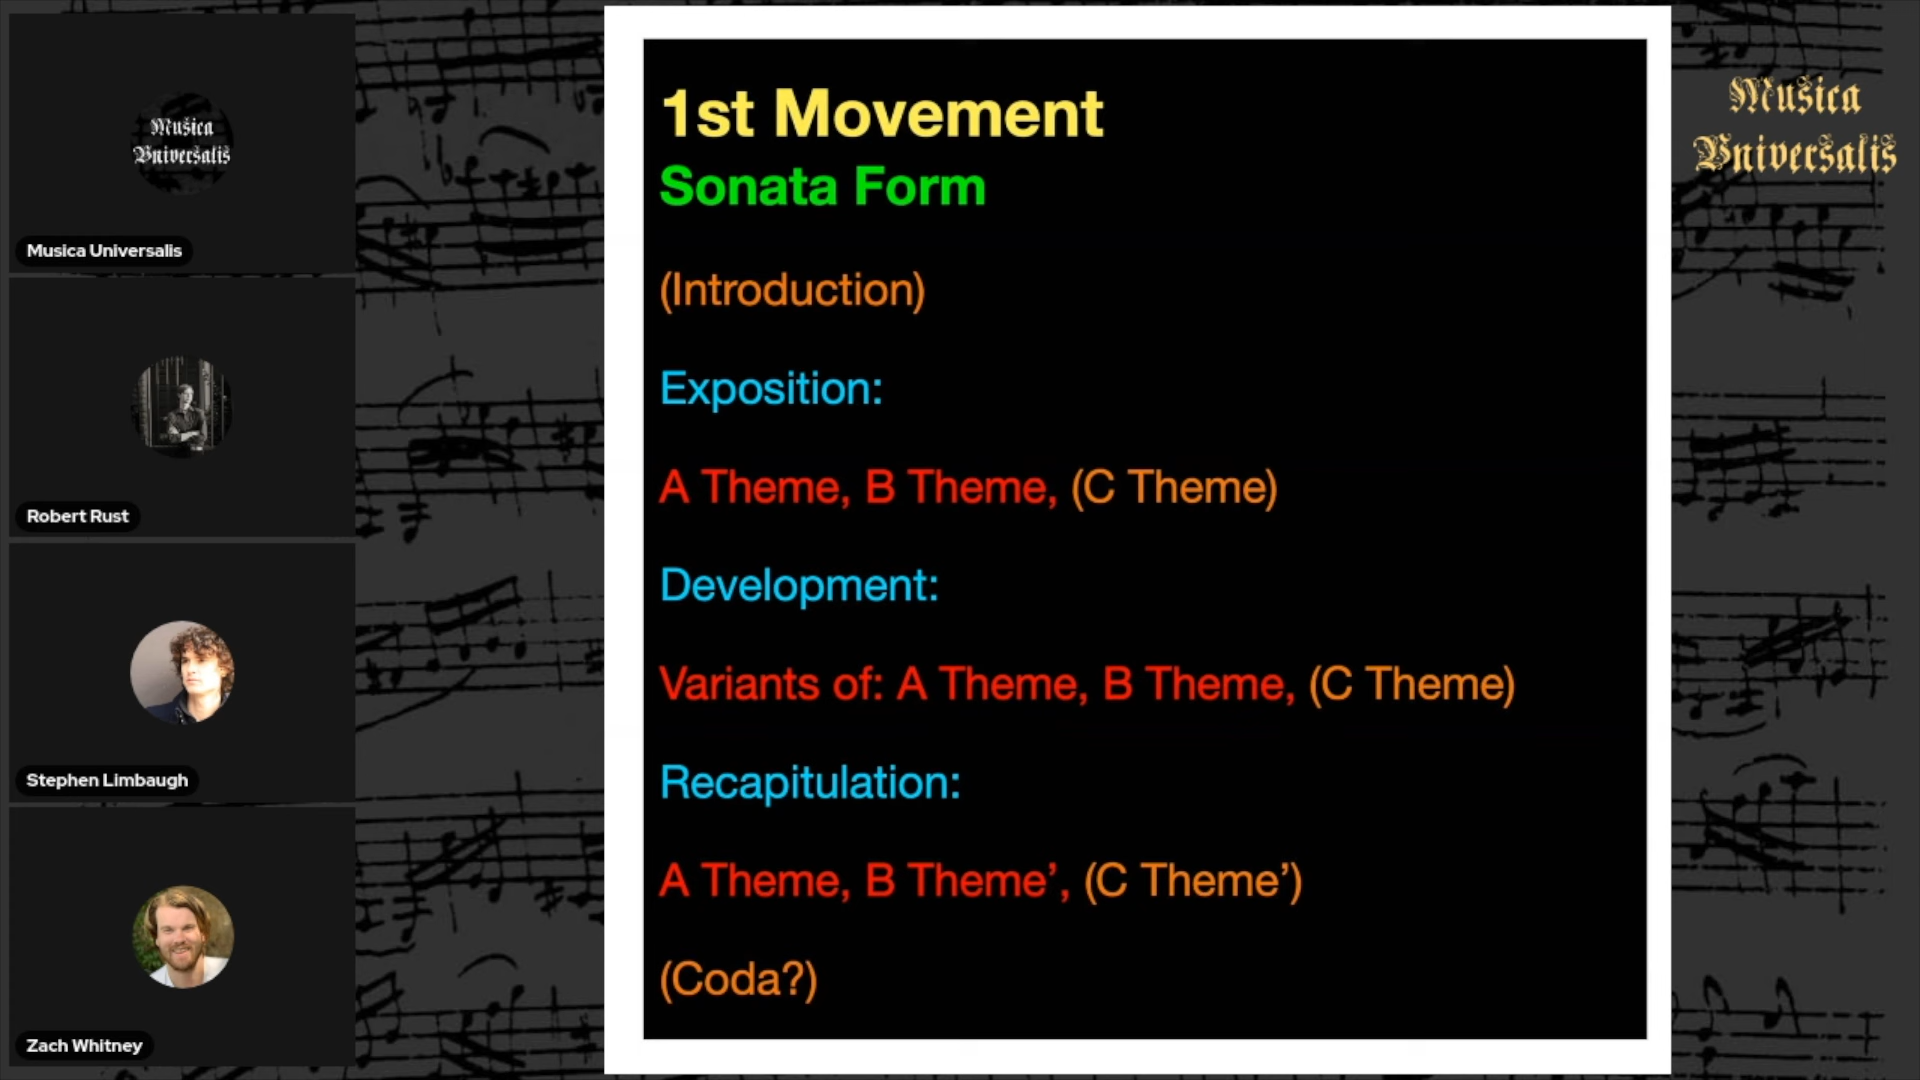 Musica
Universalis
Musica Universalis
Robert Rust
Stephen Limbaugh
Zach Whitney
1st Movement
Sonata Form
(Introduction)
Exposition:
A Theme, B Theme, (C Theme)
Development:
Variants of: A Theme, B Theme, (C Theme)
Recapitulation:
A Theme, B Theme’, (C Theme’)
(Coda?)
Musica
Universalis